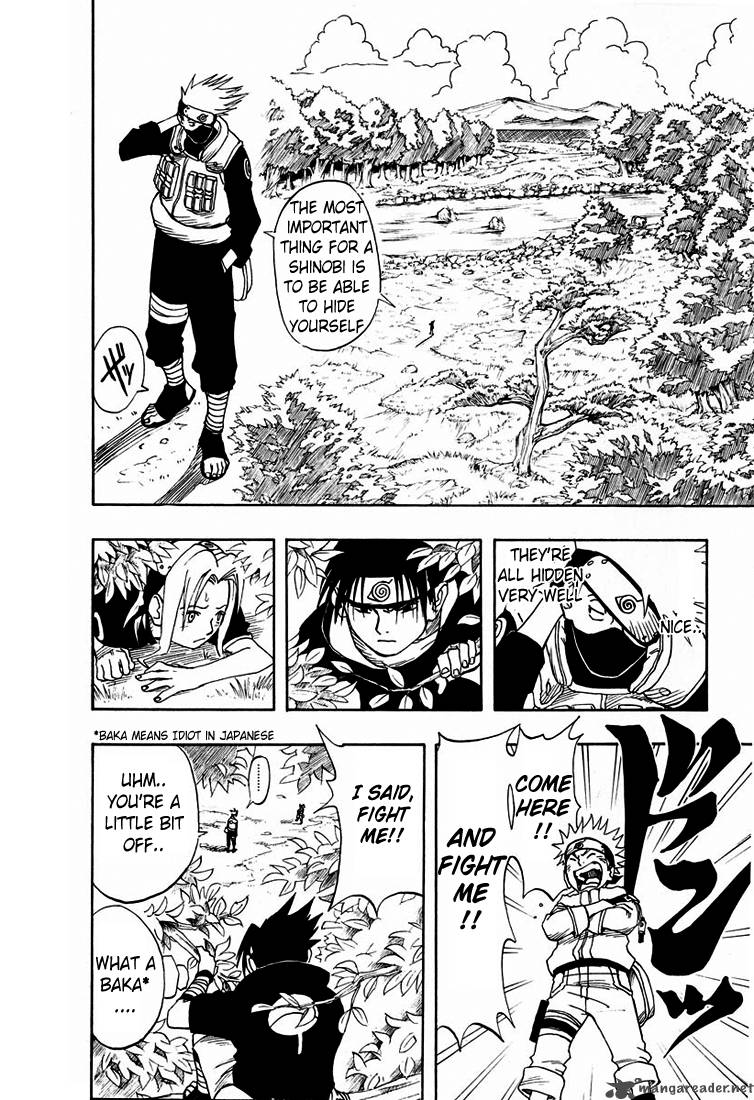 THE MOST
IMPORTANT
THING FOR A
SHINOBI IS
TO BE ABLE
TO HIDE
YOURSELF.
ザッ
THEY'RE
ALL HIDDEN
VERY WELL
NICE..
*BAKA MEANS IDIOT IN JAPANESE
COME
HERE
!!
AND
FIGHT
ME
!!
ドンッ
I SAID,
FIGHT
ME!!
UHM..
YOU'RE A
LITTLE BIT
OFF..
WHAT A
BAKA*
....
mangareader.net